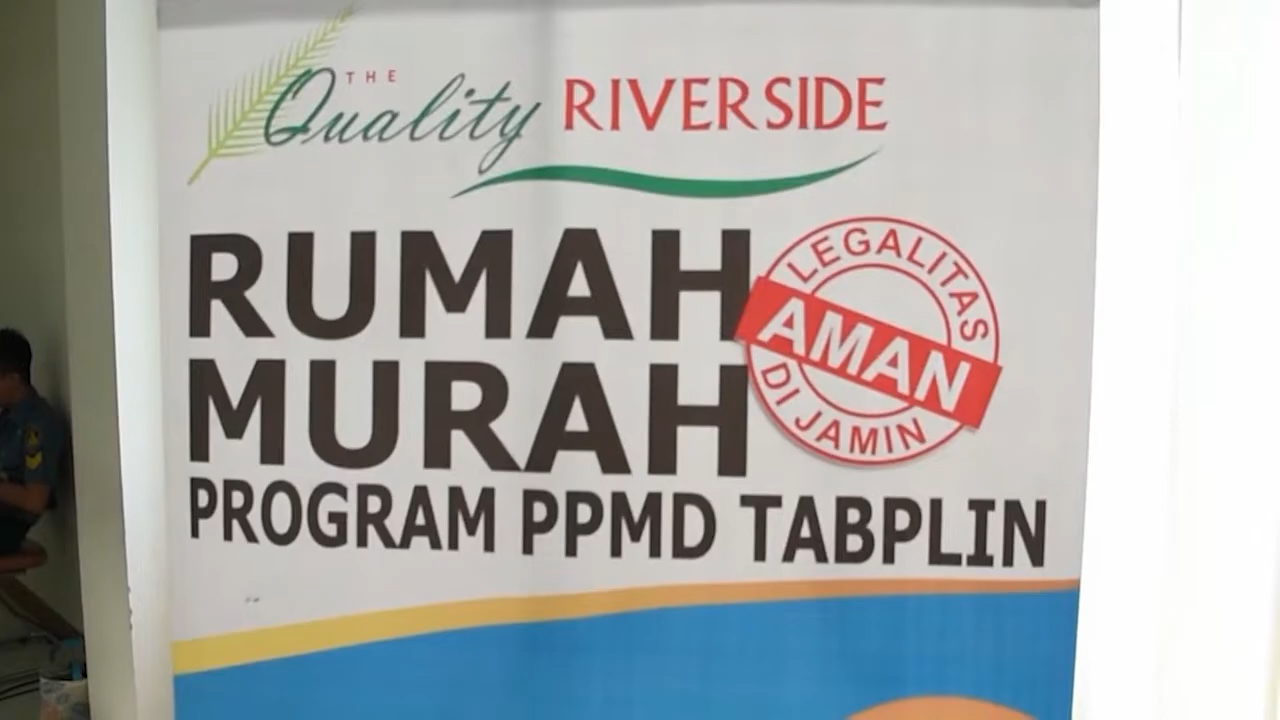 THE
Quality RIVERSIDE
RUMAH
MURAH
LEGALITAS
AMAN
DI JAMIN
PROGRAM PPMD TABPLIN